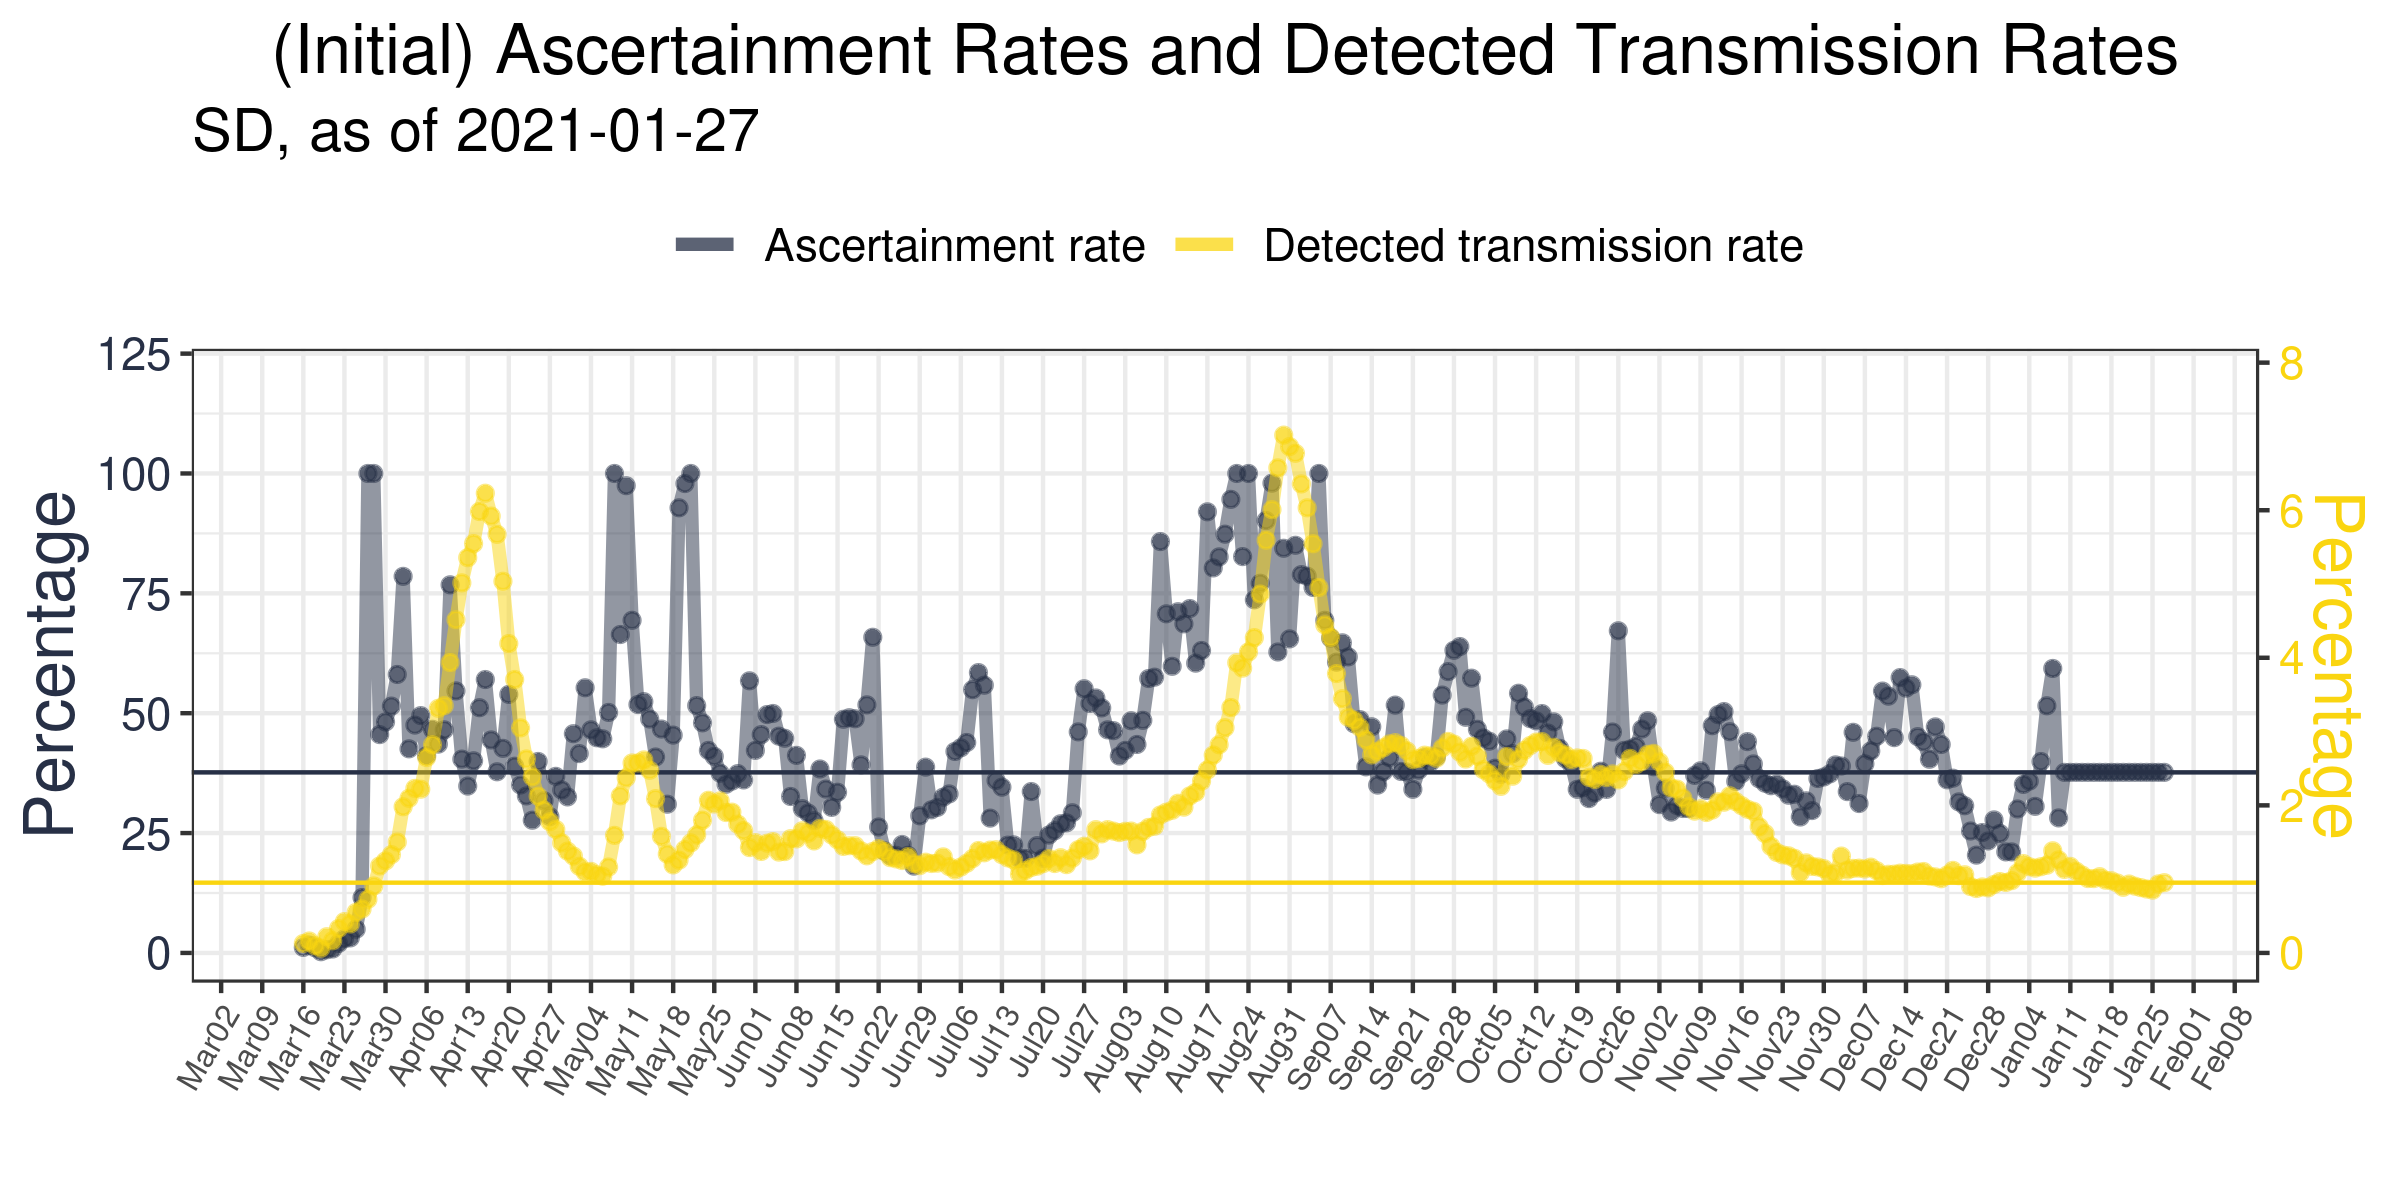 (Initial) Ascertainment Rates and Detected Transmission Rates
SD, as of 2021-01-27
Ascertainment rate
Detected transmission rate
Percentage
125
100
75
50
25
0
8
6
4
2
0
Percentage
Mar02
Mar09
Mar16
Mar23
Mar30
Apr06
Apr13
Apr20
Apr27
May04
May11
May18
May25
Jun01
Jun08
Jun15
Jun22
Jun29
Jul06
Jul13
Jul20
Jul27
Aug03
Aug10
Aug17
Aug24
Aug31
Sep07
Sep14
Sep21
Sep28
Oct05
Oct12
Oct19
Oct26
Nov02
Nov09
Nov16
Nov23
Nov30
Dec07
Dec14
Dec21
Dec28
Jan04
Jan11
Jan18
Jan25
Feb01
Feb08